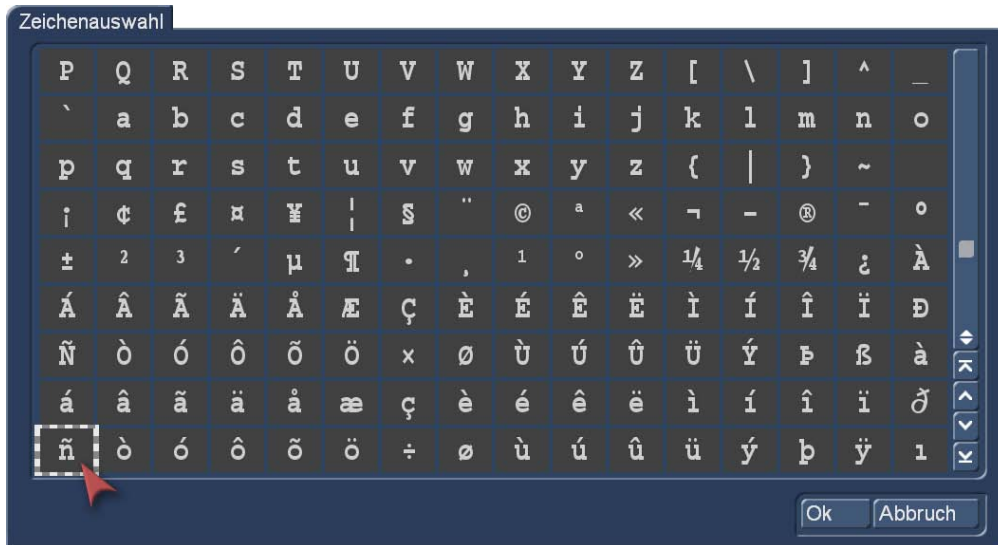 Zeichenauswahl
P Q R S T U V W X Y Z [ \ ] ^ _
` a b c d e f g h i j k l m n o
p q r s t u v w x y z { | } ~
¡ ¢ £ ¤ ¥ ¦ § ¨ © ª « ¬ - ® ¯ °
± ² ³ ´ µ ¶ · ¸ ¹ º » ¼ ½ ¾ ¿ À
Á Â Ã Ä Å Æ Ç È É Ê Ë Ì Í Î Ï Ð
Ñ Ò Ó Ô Õ Ö × Ø Ù Ú Û Ü Ý Þ ß à
á â ã ä å æ ç è é ê ë ì í î ï ð
ñ ò ó ô õ ö ÷ ø ù ú û ü ý þ ÿ ı
Ok Abbruch